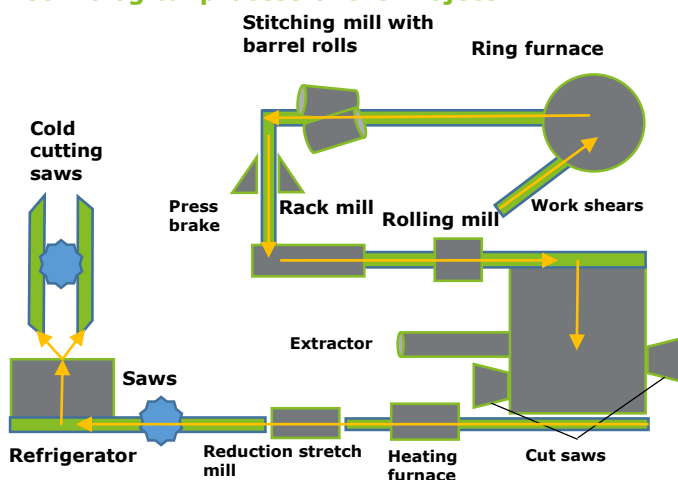 Stitching mill with
barrel rolls
Ring furnace
Cold
cutting
saws
Press
brake
Rack mill
Rolling mill
Work shears
Extractor
Saws
Refrigerator
Reduction stretch
mill
Heating
furnace
Cut saws